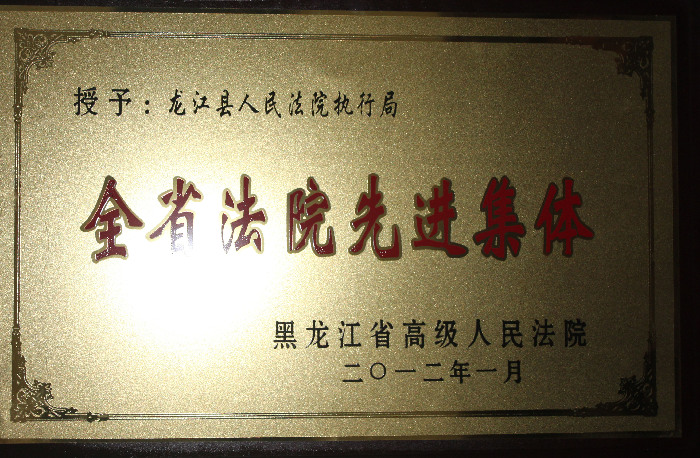 授予：龙江县人民法院执行局
全省法院先进集体
黑龙江省高级人民法院
二〇一二年一月